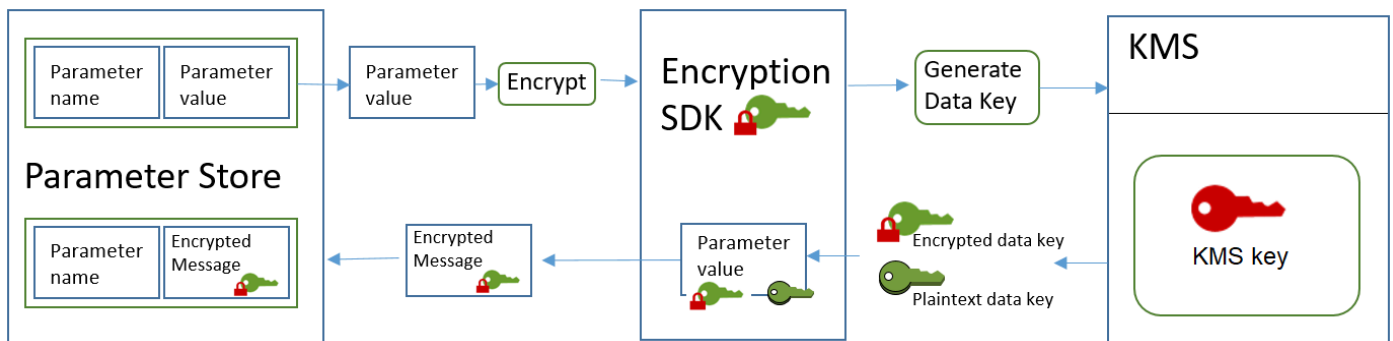 Parameter
name
Parameter
value
Parameter
value
Encrypt
Encryption
SDK
Generate
Data Key
KMS
Parameter Store
Parameter
name
Encrypted
Message
Encrypted
Message
Parameter
value
Encrypted data key
Plaintext data key
KMS key